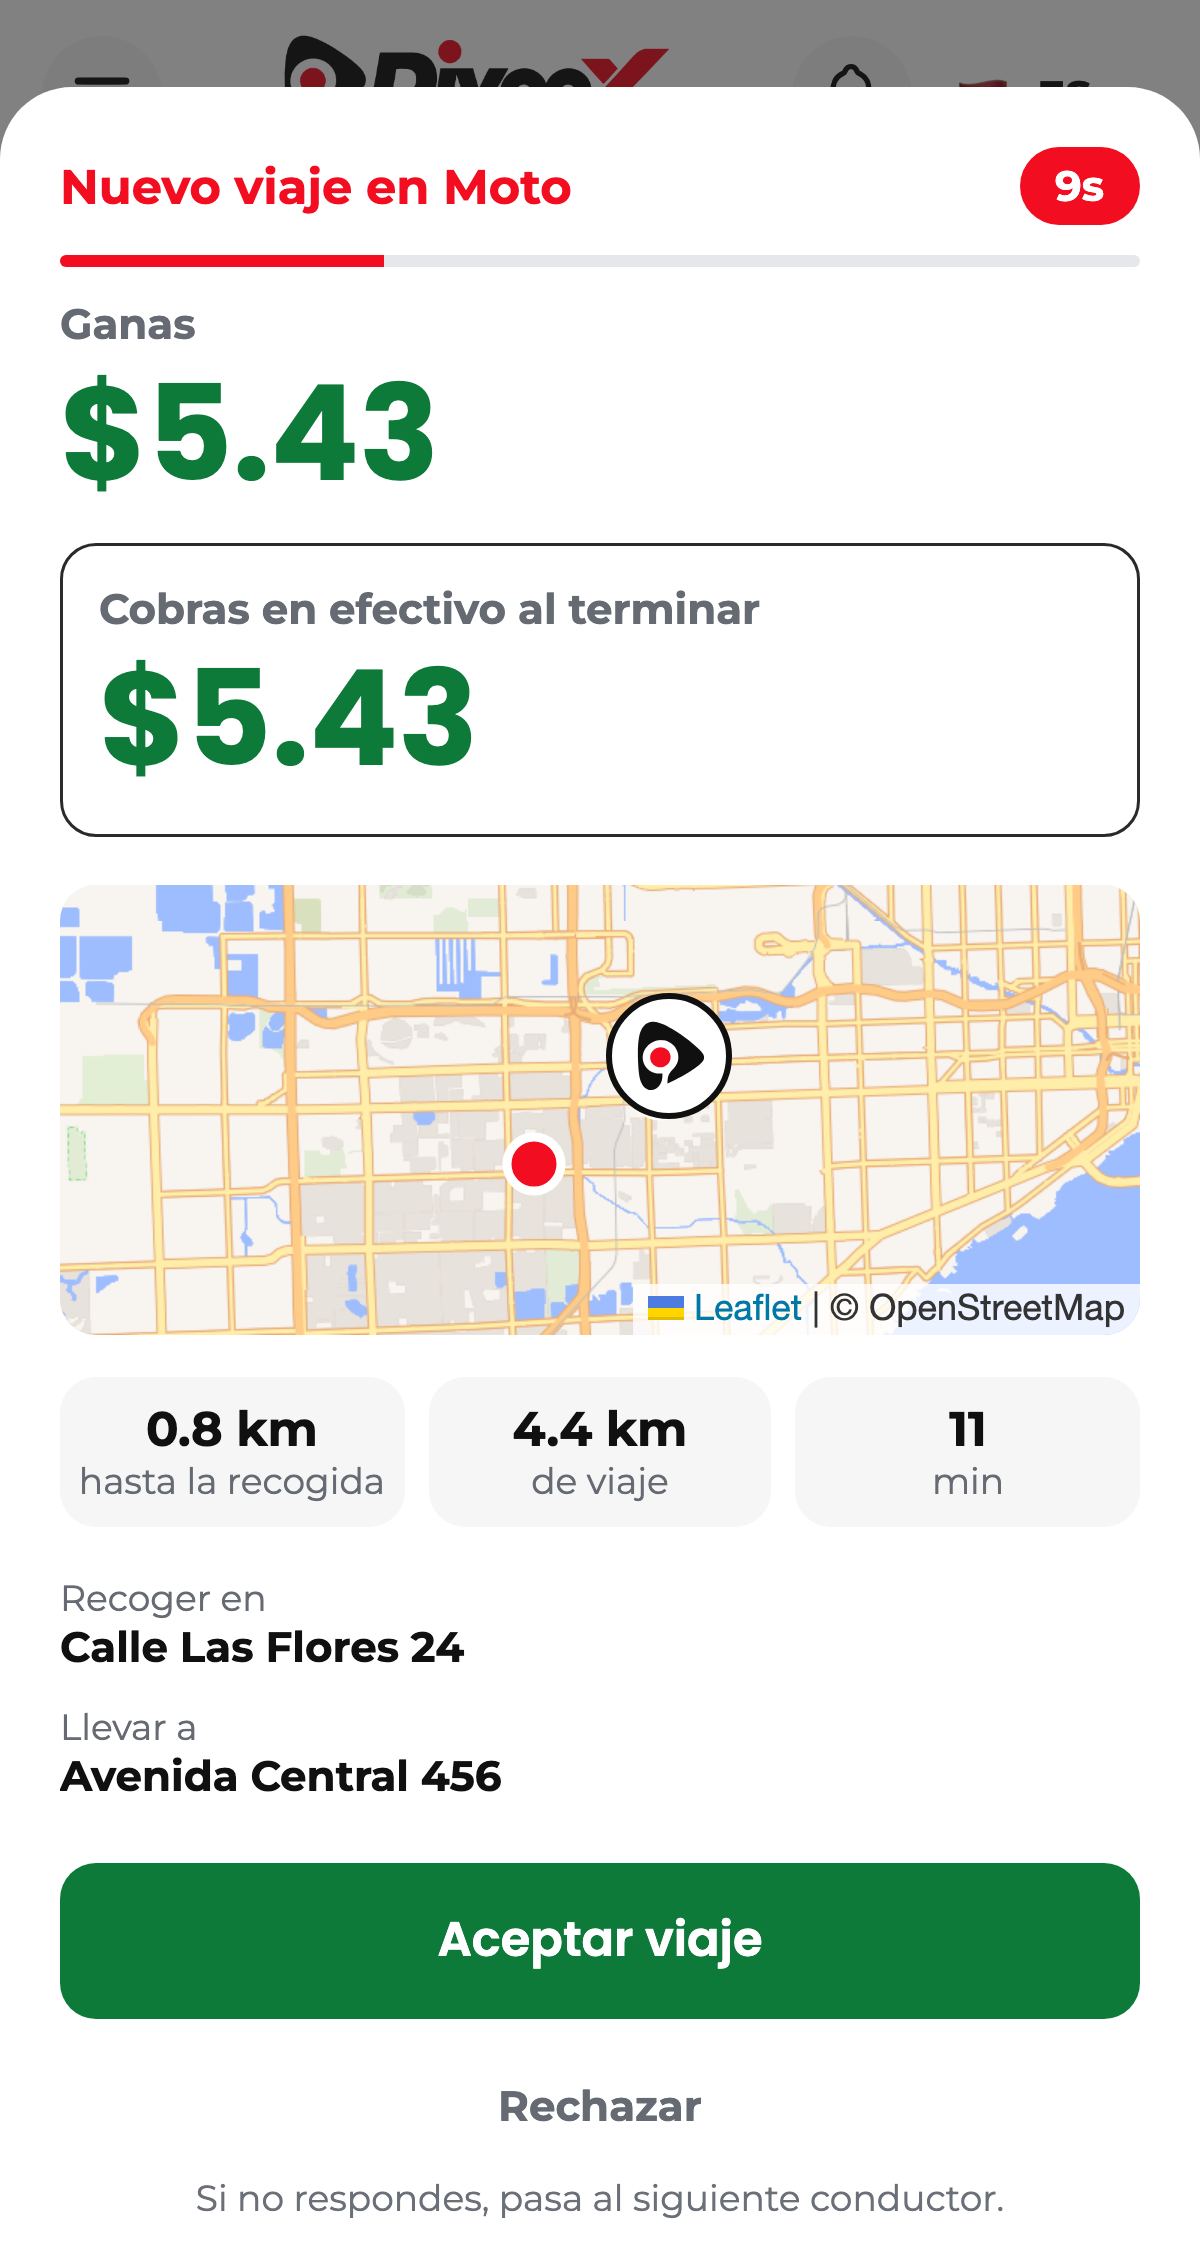 Nuevo viaje en Moto
9s
Ganas
$5.43
Cobras en efectivo al terminar
$5.43
Leaflet | © OpenStreetMap
0.8 km
hasta la recogida
4.4 km
de viaje
11
min
Recoger en
Calle Las Flores 24
Llevar a
Avenida Central 456
Aceptar viaje
Rechazar
Si no respondes, pasa al siguiente conductor.